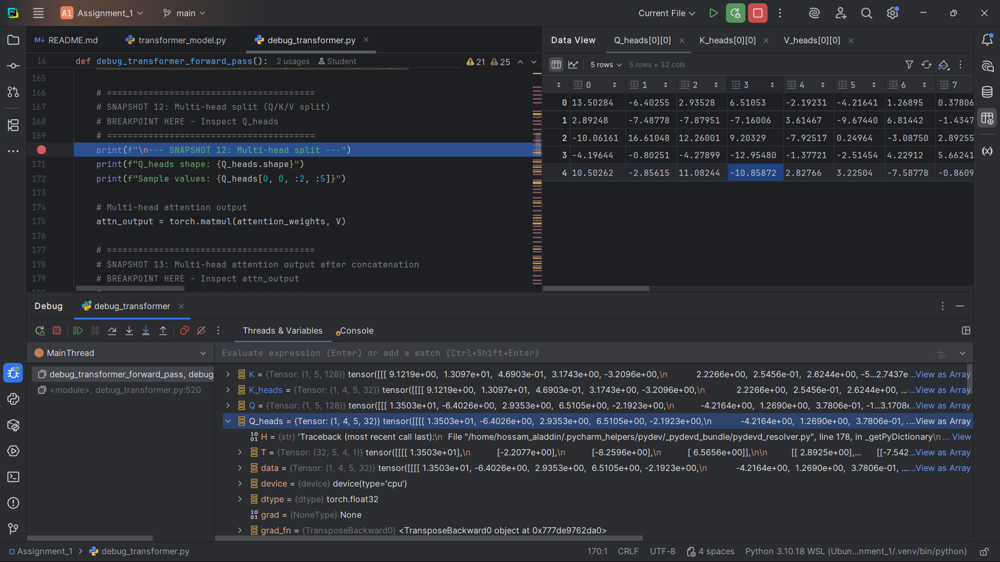 PC A1 Assignment_1 main Current File
M↓ README.md transformer_model.py debug_transformer.py
Data View Q_heads[0][0] K_heads[0][0] V_heads[0][0]
16 def debug_transformer_forward_pass(): 2 usages Student 21 25
165
166 # ========================================
167 # SNAPSHOT 12: Multi-head split (Q/K/V split)
168 # BREAKPOINT HERE - Inspect Q_heads
169 # ========================================
print(f"\n--- SNAPSHOT 12: Multi-head split ---")
171 print(f"Q_heads shape: {Q_heads.shape}")
172 print(f"Sample values: {Q_heads[0, 0, :2, :5]}")
173
174 # Multi-head attention output
175 attn_output = torch.matmul(attention_weights, V)
176
177 # ========================================
178 # SNAPSHOT 13: Multi-head attention output after concatenation
179 # BREAKPOINT HERE - Inspect attn_output
5 rows 5 rows × 32 cols
123 0 123 1 123 2 123 3 123 4 123 5 123 6 123 7
0 13.50284 -6.40255 2.93528 6.51053 -2.19231 -4.21641 1.26895 0.37806
1 2.89248 -7.48778 -7.87951 -7.16006 3.61467 -9.67440 6.81442 -1.4347
2 -10.06161 16.61048 12.26001 9.20329 -7.92517 0.24964 -3.08750 2.89255
3 -4.19644 -0.80251 -4.27899 -12.95480 -1.37721 -2.51454 4.22912 5.66241
4 10.50262 -2.85615 11.08244 -10.85872 2.82766 3.22504 -7.58778 -0.8609
Debug debug_transformer
Threads & Variables Console
MainThread
debug_transformer_forward_pass, debug_
<module>, debug_transformer.py:520
Evaluate expression (Enter) or add a watch (Ctrl+Shift+Enter)
K = {Tensor: (1, 5, 128)} tensor([[[ 9.1219e+00, 1.3097e+01, 4.6903e-01, 3.1743e+00, -3.2096e+00,\n 2.2266e+00, 2.5456e-01, 2.6244e+00, -5...2.7437e...View as Array
K_heads = {Tensor: (1, 4, 5, 32)} tensor([[[[ 9.1219e+00, 1.3097e+01, 4.6903e-01, 3.1743e+00, -3.2096e+00,\n 2.2266e+00, 2.5456e-01, 2.6244e+00, ...View as Array
Q = {Tensor: (1, 5, 128)} tensor([[[ 1.3503e+01, -6.4026e+00, 2.9353e+00, 6.5105e+00, -2.1923e+00,\n -4.2164e+00, 1.2690e+00, 3.7806e-01, -1...3.1708e...View as Array
Q_heads = {Tensor: (1, 4, 5, 32)} tensor([[[[ 1.3503e+01, -6.4026e+00, 2.9353e+00, 6.5105e+00, -2.1923e+00,\n -4.2164e+00, 1.2690e+00, 3.7806e-01, ...View as Array
H = {str} 'Traceback (most recent call last):\n File "/home/hossam_aladdin/.pycharm_helpers/pydev/_pydevd_bundle/pydevd_resolver.py", line 178, in _getPyDictionary\n ... View
T = {Tensor: (32, 5, 4, 1)} tensor([[[[ 1.3503e+01],\n [-2.2077e+00],\n [-8.2596e+00],\n [ 6.5656e+00]],\n\n [[ 2.8925e+00],... [[-7.542...View as Array
data = {Tensor: (1, 4, 5, 32)} tensor([[[[ 1.3503e+01, -6.4026e+00, 2.9353e+00, 6.5105e+00, -2.1923e+00,\n -4.2164e+00, 1.2690e+00, 3.7806e-01, ...View as Array
device = {device} device(type='cpu')
dtype = {dtype} torch.float32
grad = {NoneType} None
grad_fn = {TransposeBackward0} <TransposeBackward0 object at 0x777de9762da0>
Assignment_1 > debug_transformer.py 170:1 CRLF UTF-8 4 spaces Python 3.10.18 WSL (Ubun...nment_1/.venv/bin/python)